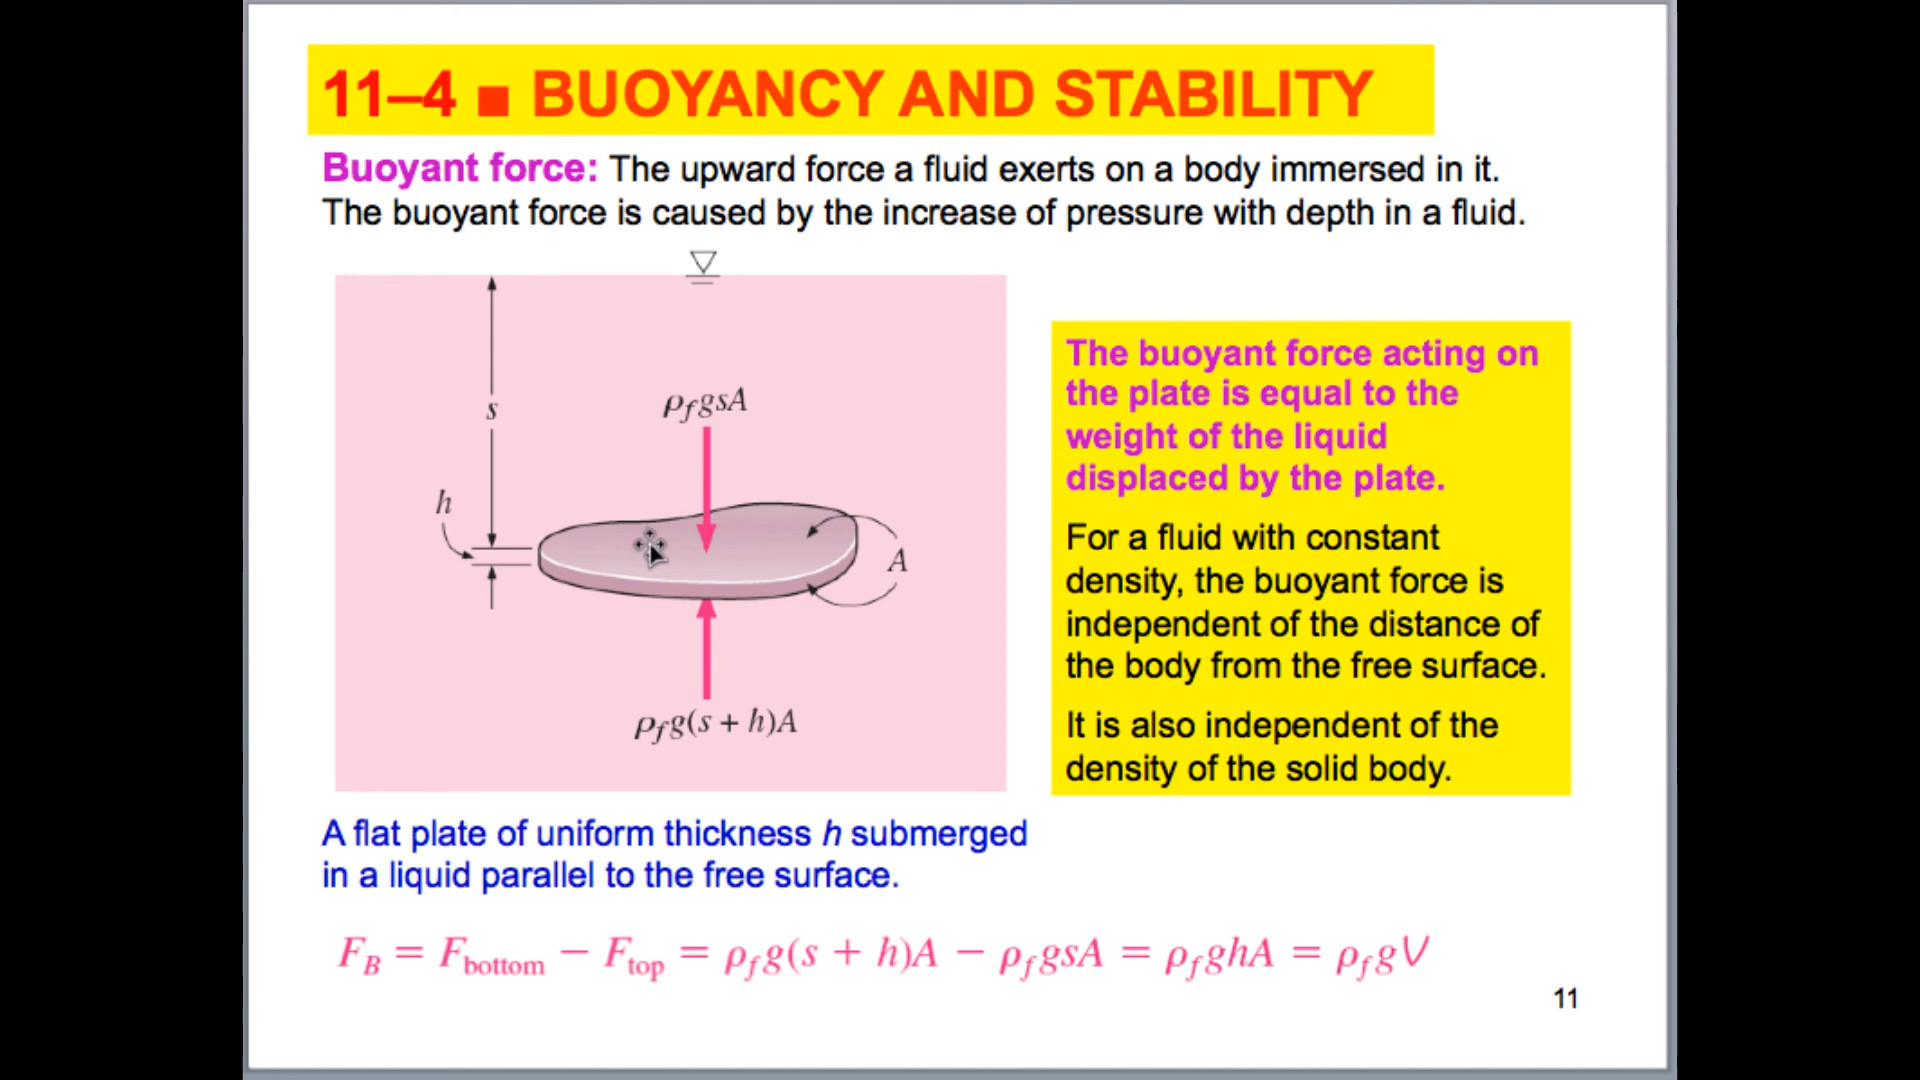 11–4 ■ BUOYANCY AND STABILITY
Buoyant force: The upward force a fluid exerts on a body immersed in it.
The buoyant force is caused by the increase of pressure with depth in a fluid.
s
ρfgsA
h
A
ρfg(s + h)A
The buoyant force acting on
the plate is equal to the
weight of the liquid
displaced by the plate.
For a fluid with constant
density, the buoyant force is
independent of the distance of
the body from the free surface.
It is also independent of the
density of the solid body.
A flat plate of uniform thickness h submerged
in a liquid parallel to the free surface.
FB = Fbottom − Ftop = ρfg(s + h)A − ρfgsA = ρfghA = ρfgV
11